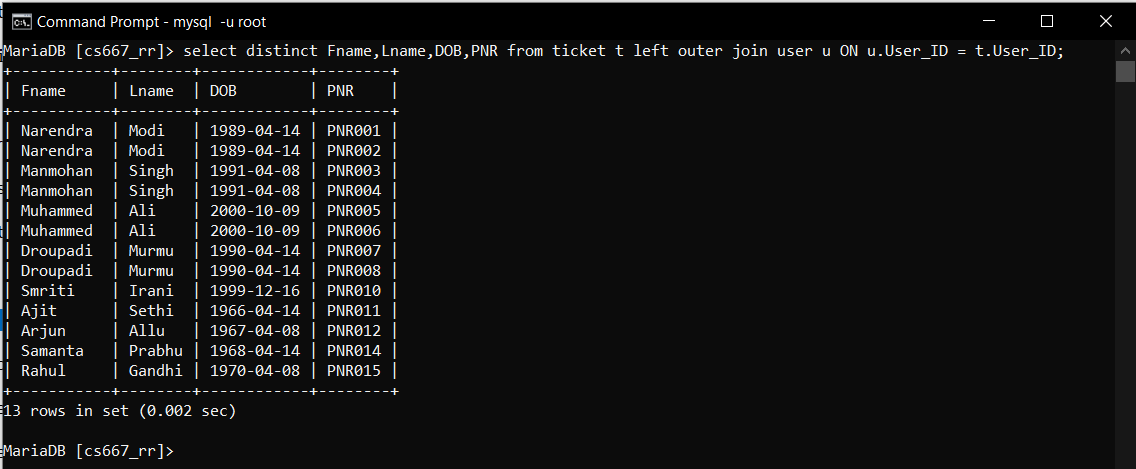 Command Prompt - mysql  -u root
MariaDB [cs667_rr]> select distinct Fname,Lname,DOB,PNR from ticket t left outer join user u ON u.User_ID = t.User_ID;
+-----------+--------+------------+--------+
| Fname     | Lname  | DOB        | PNR    |
+-----------+--------+------------+--------+
| Narendra  | Modi   | 1989-04-14 | PNR001 |
| Narendra  | Modi   | 1989-04-14 | PNR002 |
| Manmohan  | Singh  | 1991-04-08 | PNR003 |
| Manmohan  | Singh  | 1991-04-08 | PNR004 |
| Muhammed  | Ali    | 2000-10-09 | PNR005 |
| Muhammed  | Ali    | 2000-10-09 | PNR006 |
| Droupadi  | Murmu  | 1990-04-14 | PNR007 |
| Droupadi  | Murmu  | 1990-04-14 | PNR008 |
| Smriti    | Irani  | 1999-12-16 | PNR010 |
| Ajit      | Sethi  | 1966-04-14 | PNR011 |
| Arjun     | Allu   | 1967-04-08 | PNR012 |
| Samanta   | Prabhu | 1968-04-14 | PNR014 |
| Rahul     | Gandhi | 1970-04-08 | PNR015 |
+-----------+--------+------------+--------+
13 rows in set (0.002 sec)
MariaDB [cs667_rr]>